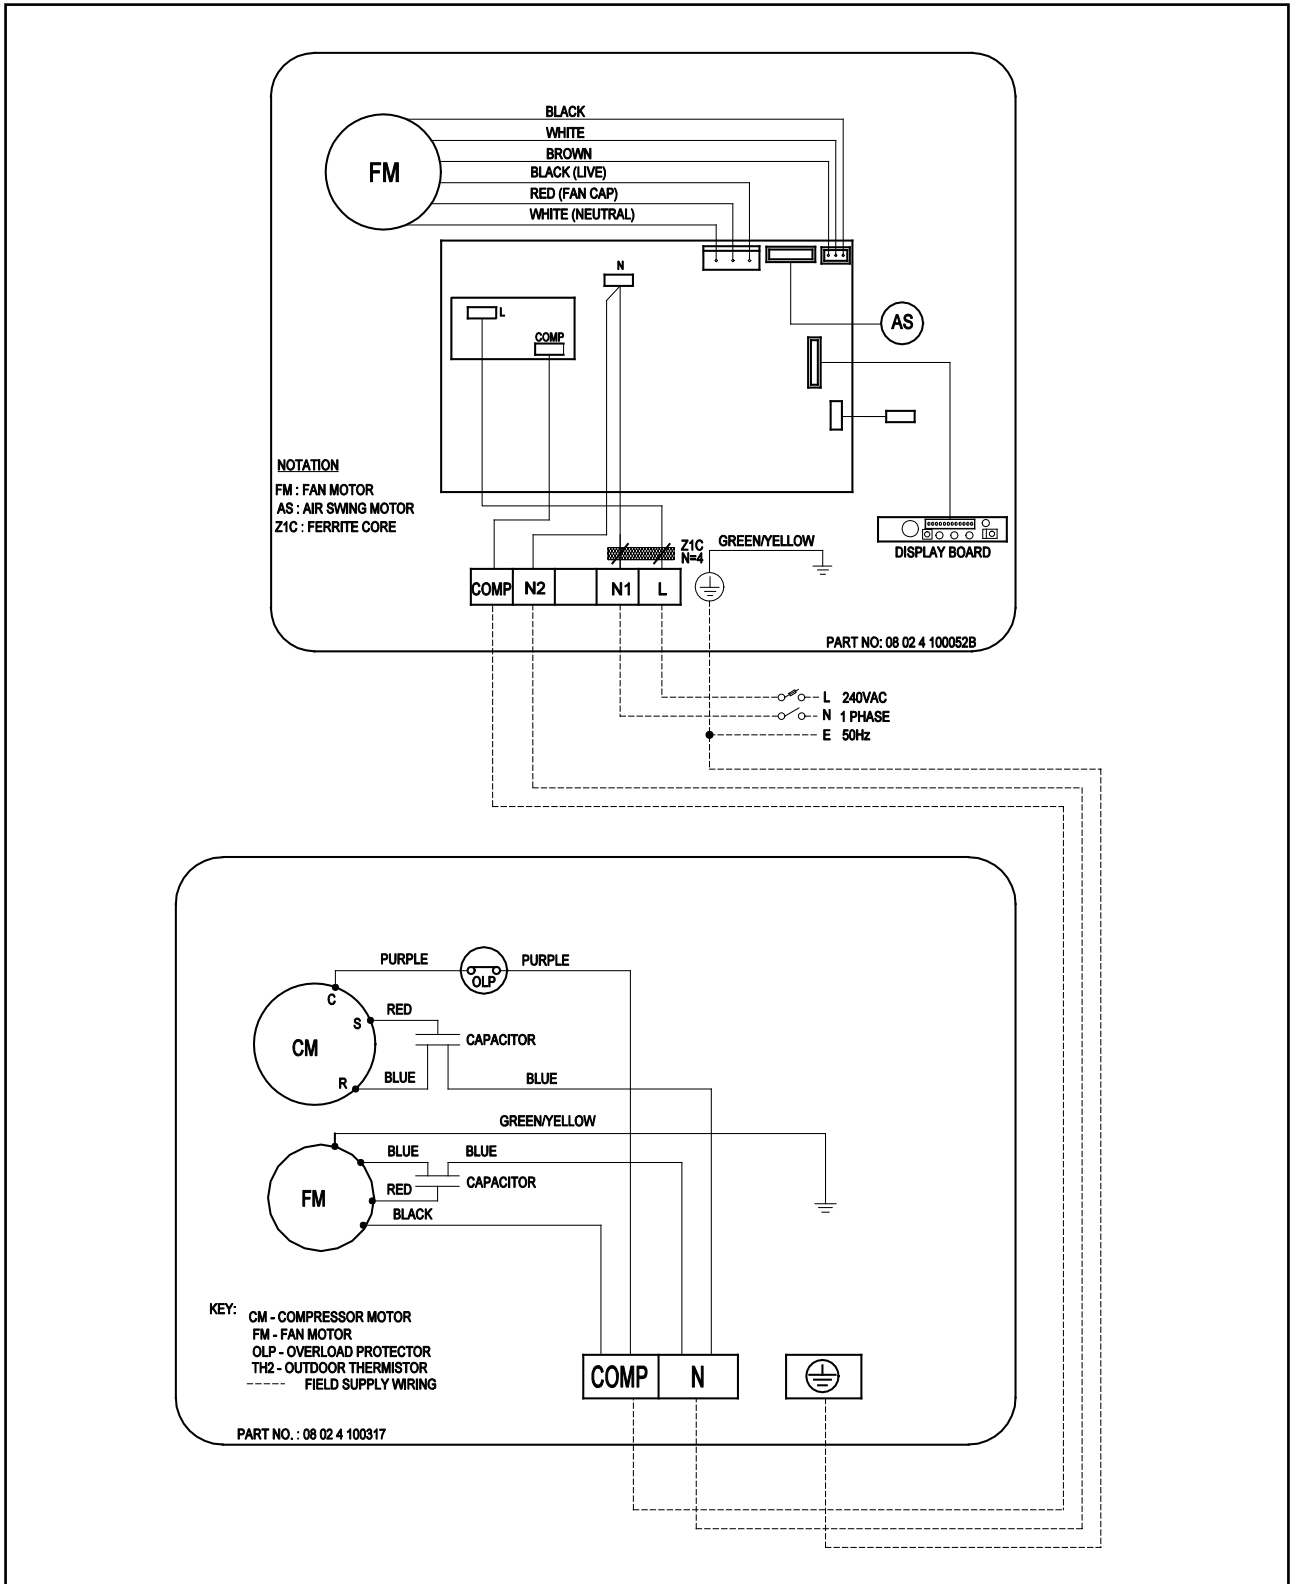 BLACK
WHITE
BROWN
BLACK (LIVE)
RED (FAN CAP)
WHITE (NEUTRAL)
FM
N
L
COMP
AS
NOTATION
FM : FAN MOTOR
AS : AIR SWING MOTOR
Z1C : FERRITE CORE
Z1C
N=4
GREEN/YELLOW
DISPLAY BOARD
COMP N2 N1 L
PART NO: 08 02 4 100052B
L 240VAC
N 1 PHASE
E 50Hz
PURPLE
OLP
PURPLE
C
S
RED
CM
CAPACITOR
R
BLUE
BLUE
GREEN/YELLOW
BLUE
BLUE
FM
RED
CAPACITOR
BLACK
KEY:
CM - COMPRESSOR MOTOR
FM - FAN MOTOR
OLP - OVERLOAD PROTECTOR
TH2 - OUTDOOR THERMISTOR
----- FIELD SUPPLY WIRING
COMP N
PART NO. : 08 02 4 100317